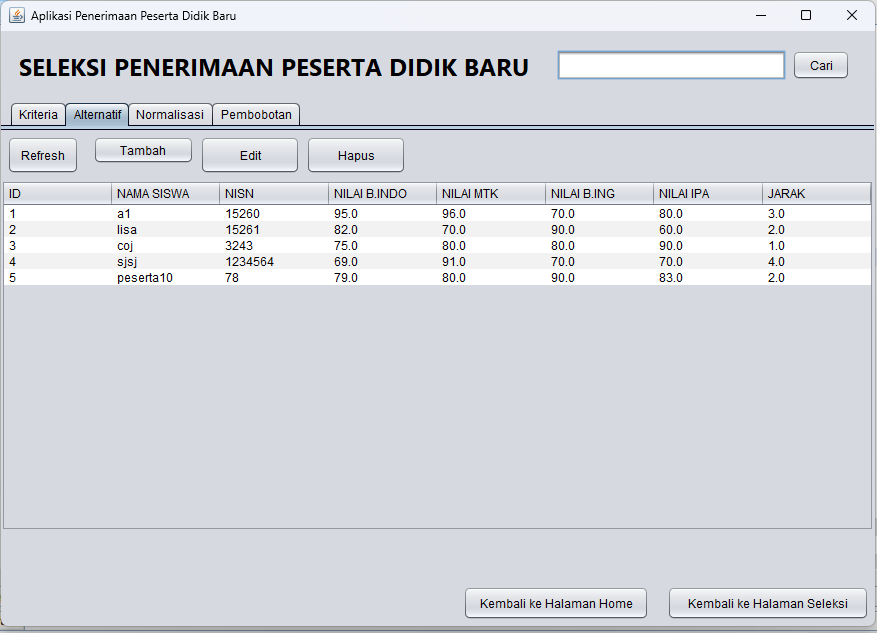 Aplikasi Penerimaan Peserta Didik Baru
SELEKSI PENERIMAAN PESERTA DIDIK BARU Cari
Kriteria Alternatif Normalisasi Pembobotan
Refresh Tambah Edit Hapus
ID NAMA SISWA NISN NILAI B.INDO NILAI MTK NILAI B.ING NILAI IPA JARAK
1 a1 15260 95.0 96.0 70.0 80.0 3.0
2 lisa 15261 82.0 70.0 90.0 60.0 2.0
3 coj 3243 75.0 80.0 80.0 90.0 1.0
4 sjsj 1234564 69.0 91.0 70.0 70.0 4.0
5 peserta10 78 79.0 80.0 90.0 83.0 2.0
Kembali ke Halaman Home Kembali ke Halaman Seleksi